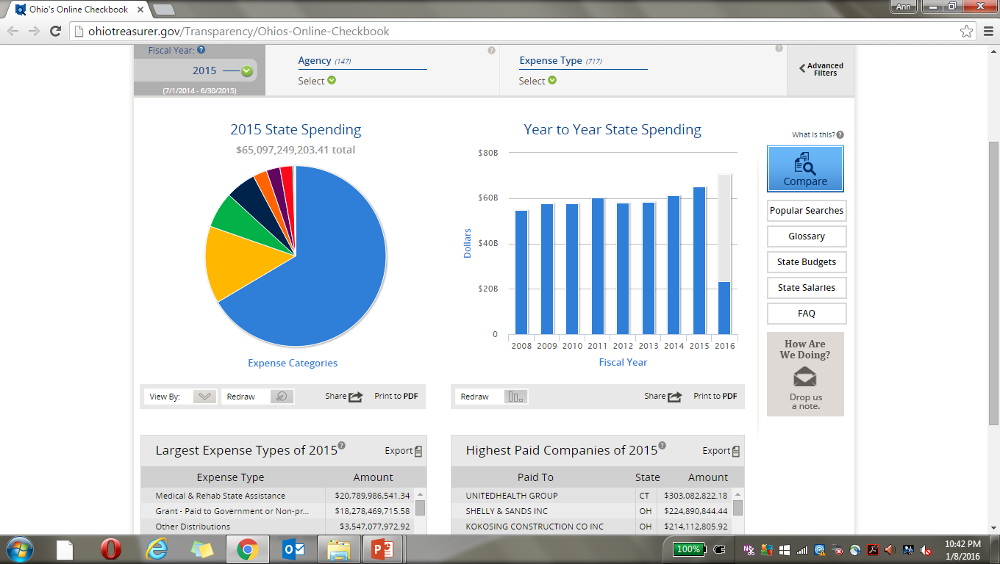 Ohio's Online Checkbook
Ann
ohiotreasurer.gov/Transparency/Ohios-Online-Checkbook
Fiscal Year: ?
2015
(7/1/2014 - 6/30/2015)
Agency (147)
Select
?
Expense Type (717)
Select
?
Advanced
Filters
2015 State Spending
$65,097,249,203.41 total
Expense Categories
Year to Year State Spending
$80B
$60B
$40B
$20B
0
Dollars
2008 2009 2010 2011 2012 2013 2014 2015 2016
Fiscal Year
What is this? ?
Compare
Popular Searches
Glossary
State Budgets
State Salaries
FAQ
How Are
We Doing?
Drop us
a note.
View By:
Redraw
Share
Print to PDF
Redraw
Share
Print to PDF
Largest Expense Types of 2015 ?
Export
Expense Type Amount
Medical & Rehab State Assistance $20,789,986,541.34
Grant - Paid to Government or Non-pr... $18,278,469,715.58
Other Distributions $3,547,077,972.92
Highest Paid Companies of 2015 ?
Export
Paid To State Amount
UNITEDHEALTH GROUP CT $303,082,822.18
SHELLY & SANDS INC OH $224,890,844.44
KOKOSING CONSTRUCTION CO INC OH $214,112,805.92
100%
10:42 PM
1/8/2016